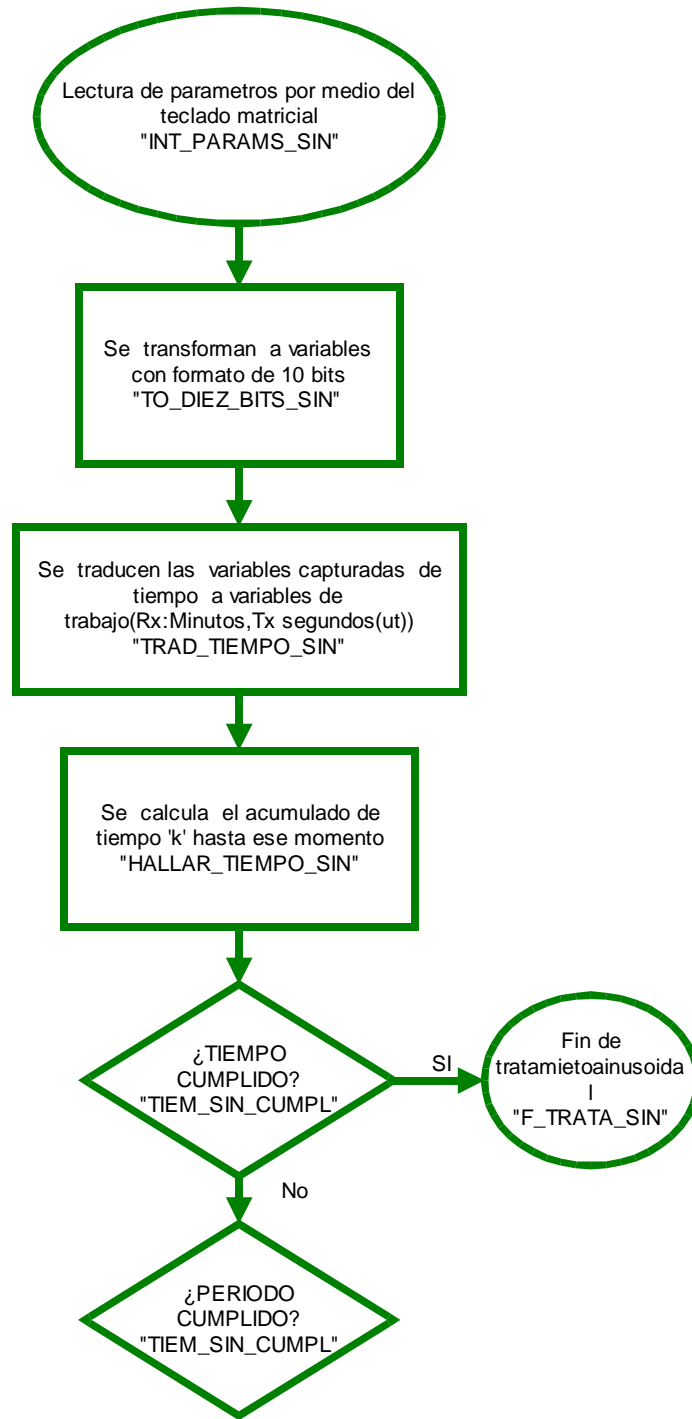 Lectura de parametros por medio del
teclado matricial
"INT_PARAMS_SIN"
Se transforman a variables
con formato de 10 bits
"TO_DIEZ_BITS_SIN"
Se traducen las variables capturadas de
tiempo a variables de
trabajo(Rx:Minutos,Tx segundos(ut))
"TRAD_TIEMPO_SIN"
Se calcula el acumulado de
tiempo 'k' hasta ese momento
"HALLAR_TIEMPO_SIN"
¿TIEMPO
CUMPLIDO?
"TIEM_SIN_CUMPL"
SI
Fin de
tratamietoainusoida
l
"F_TRATA_SIN"
No
¿PERIODO
CUMPLIDO?
"TIEM_SIN_CUMPL"